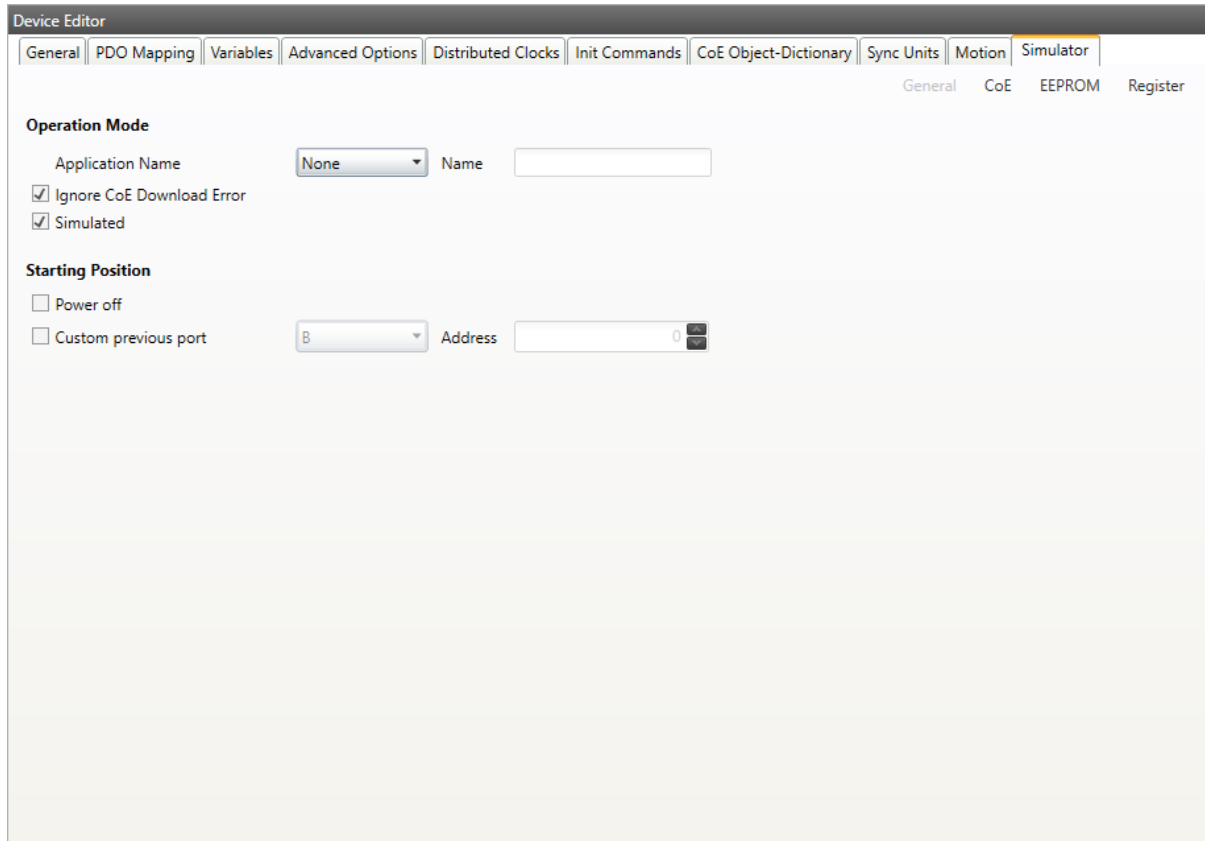 Device Editor
General PDO Mapping Variables Advanced Options Distributed Clocks Init Commands CoE Object-Dictionary Sync Units Motion Simulator
General CoE EEPROM Register
Operation Mode
Application Name None Name
Ignore CoE Download Error
Simulated
Starting Position
Power off
Custom previous port B Address 0